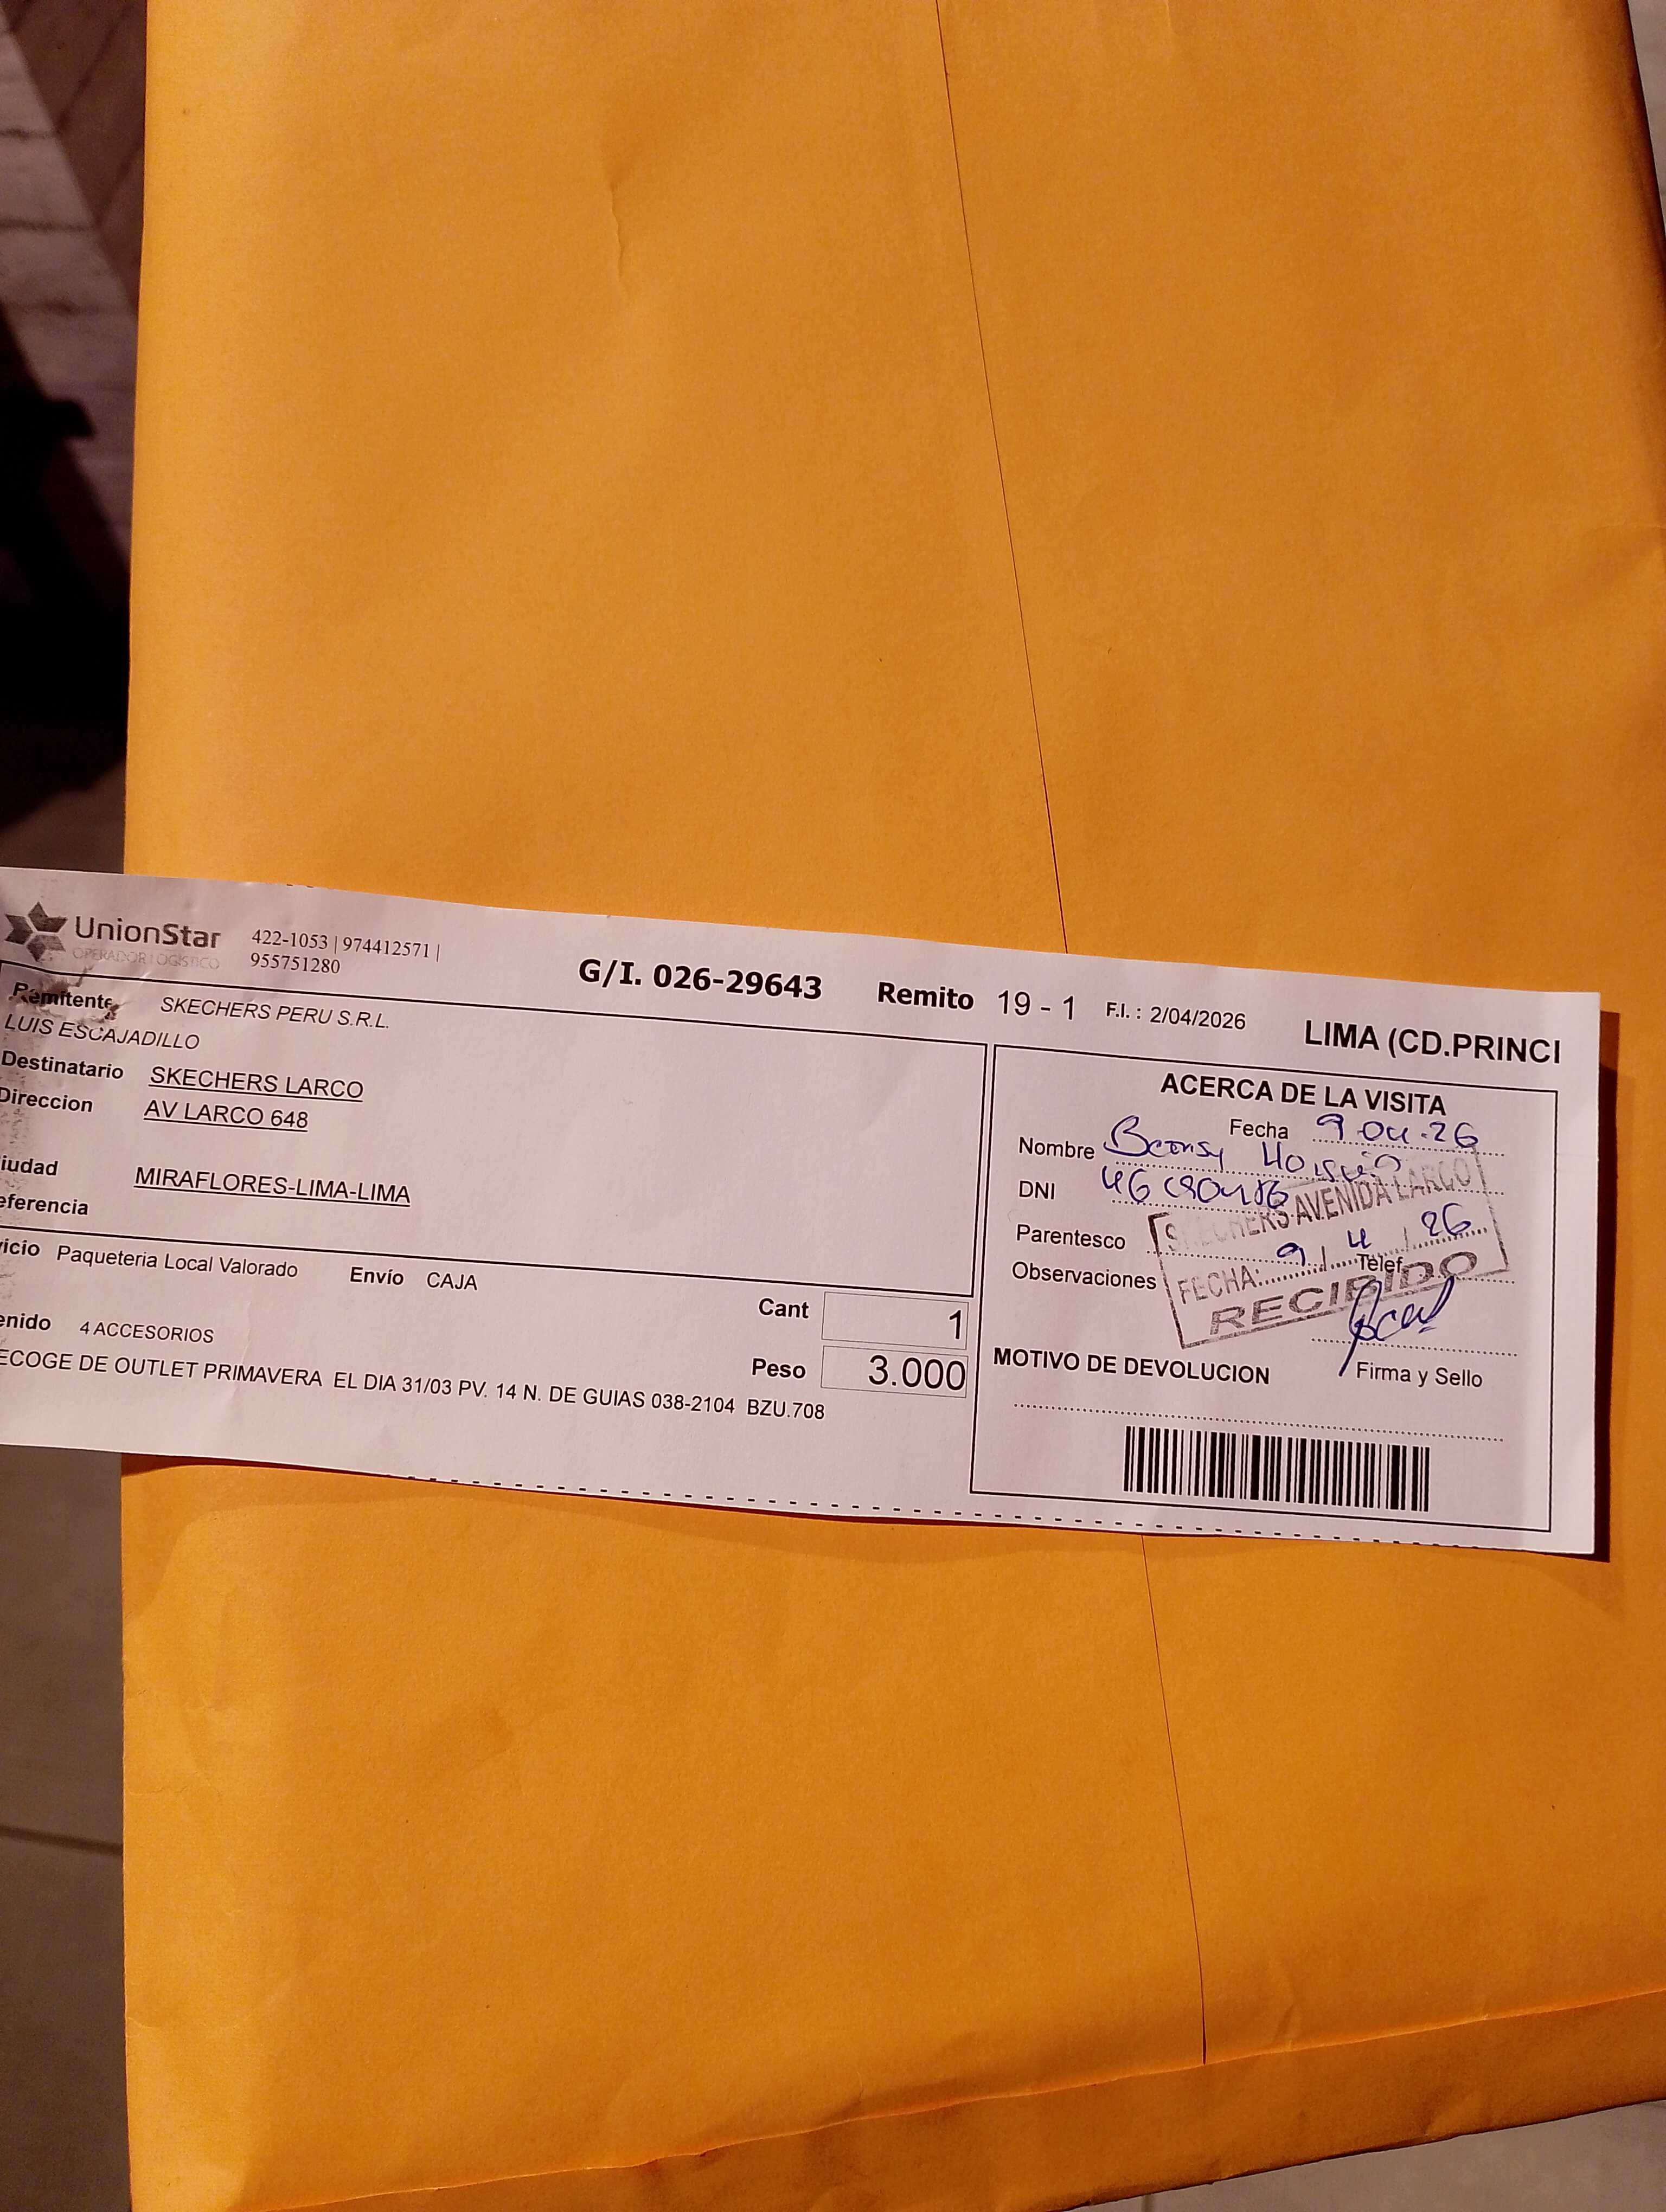 UnionStar
OPERADOR LOGISTICO
422-1053 | 974412571 |
955751280
G/I. 026-29643 Remito 19 - 1 F.I. : 2/04/2026 LIMA (CD.PRINCI
Remitente SKECHERS PERU S.R.L.
LUIS ESCAJADILLO
Destinatario SKECHERS LARCO
Direccion AV LARCO 648
iudad MIRAFLORES-LIMA-LIMA
eferencia
icio Paqueteria Local Valorado Envío CAJA
enido 4 ACCESORIOS
Cant 1
Peso 3.000
ECOGE DE OUTLET PRIMAVERA EL DIA 31/03 PV. 14 N. DE GUIAS 038-2104 BZU.708
ACERCA DE LA VISITA
Fecha 9 04.26
Nombre
DNI
Parentesco
Telef
Observaciones
SKECHERS AVENIDA LARCO
FECHA: 9 / 4 / 26
RECIBIDO
MOTIVO DE DEVOLUCION
Firma y Sello